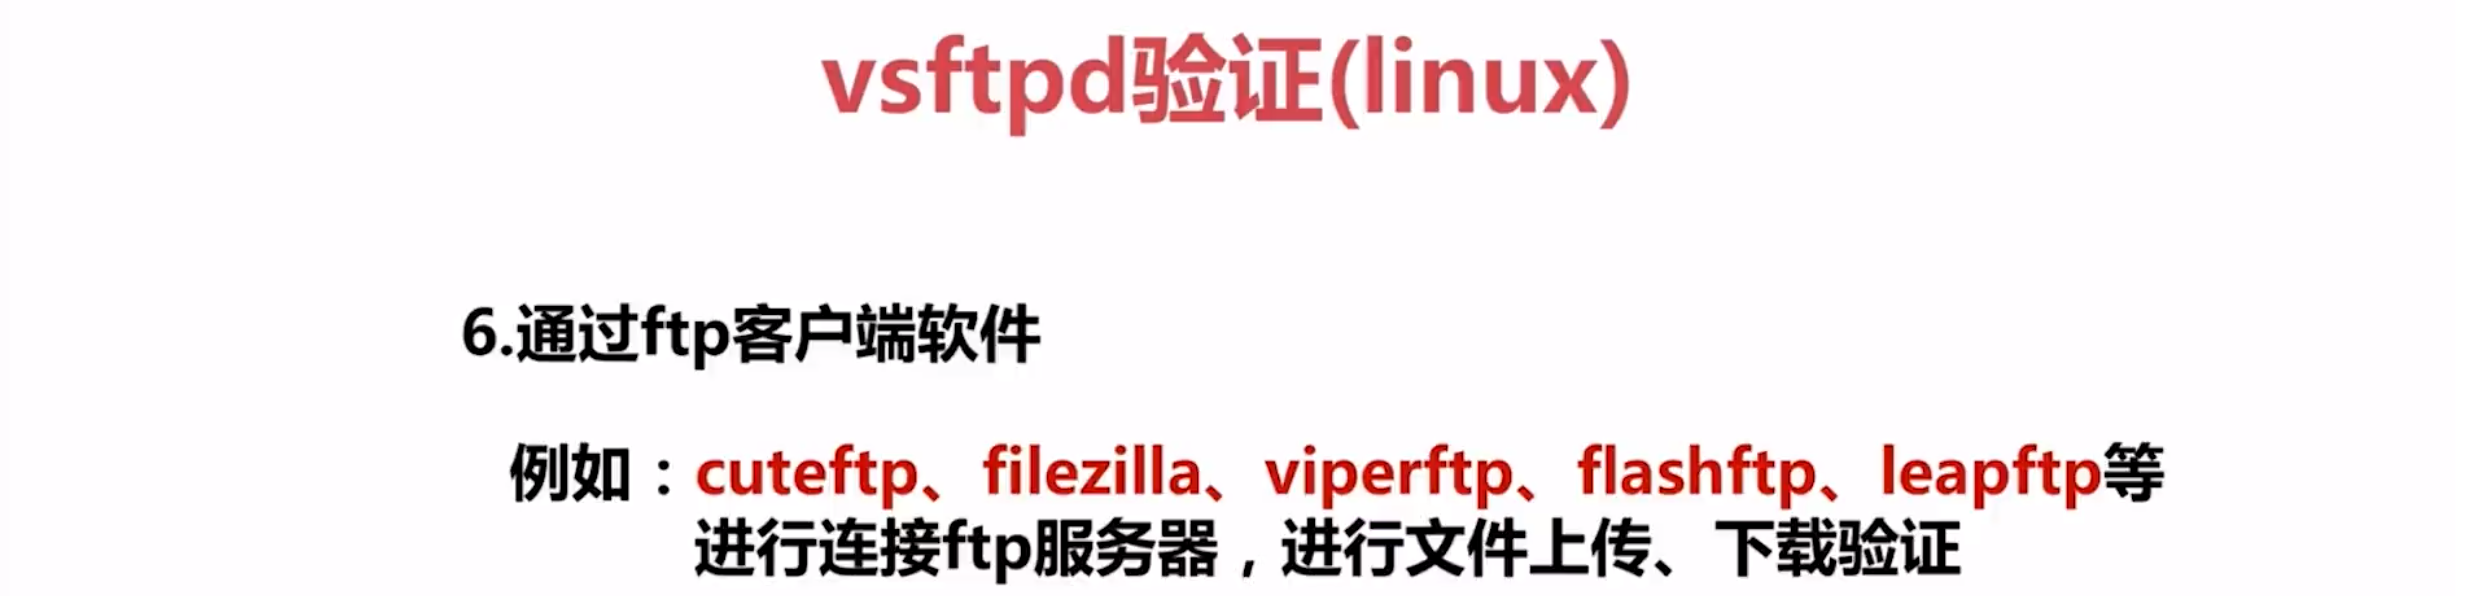 vsftpd验证(linux)
6.通过ftp客户端软件
例如：cuteftp、filezilla、viperftp、flashftp、leapftp等
进行连接ftp服务器，进行文件上传、下载验证